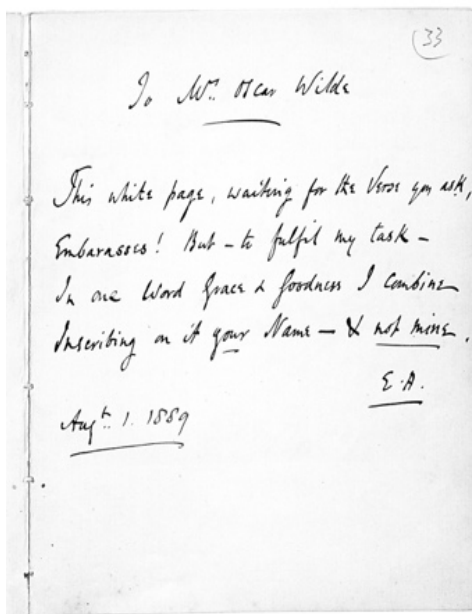 33
To Mrs. Oscar Wilde
This white page, waiting for the Verse you ask,
Embarasses! But – to fulfil my task –
In one Word Grace & Goodness I combine
Inscribing on it your Name – & not mine.
E.A.
Augt. 1. 1889